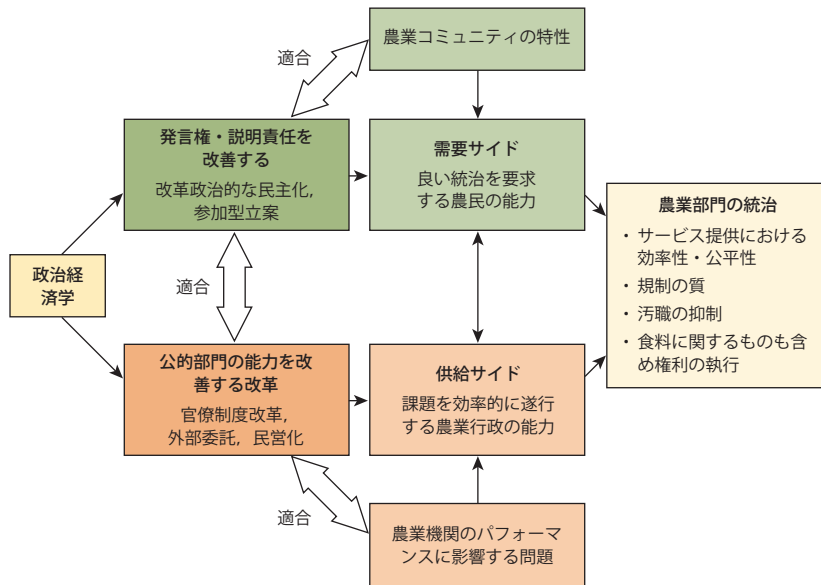 農業コミュニティの特性
適合
発言権・説明責任を
改善する
改革政治的な民主化,
参加型立案
需要サイド
良い統治を要求
する農民の能力
農業部門の統治
・ サービス提供における
効率性・公平性
・ 規制の質
・ 汚職の抑制
・ 食料に関するものも含
め権利の執行
政治経
済学
適合
公的部門の能力を改
善する改革
官僚制度改革,
外部委託, 民営化
供給サイド
課題を効率的に遂行
する農業行政の能力
適合
農業機関のパフォーマ
ンスに影響する問題